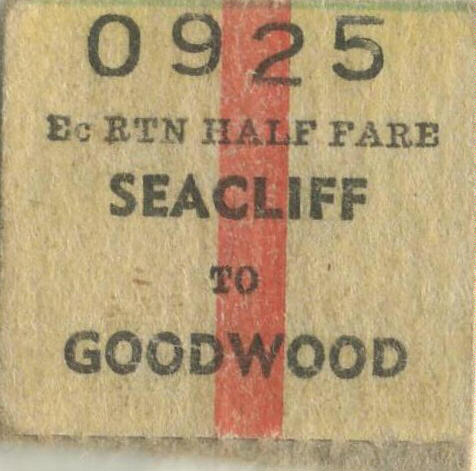 0925
Ec RTN HALF FARE
SEACLIFF
TO
GOODWOOD